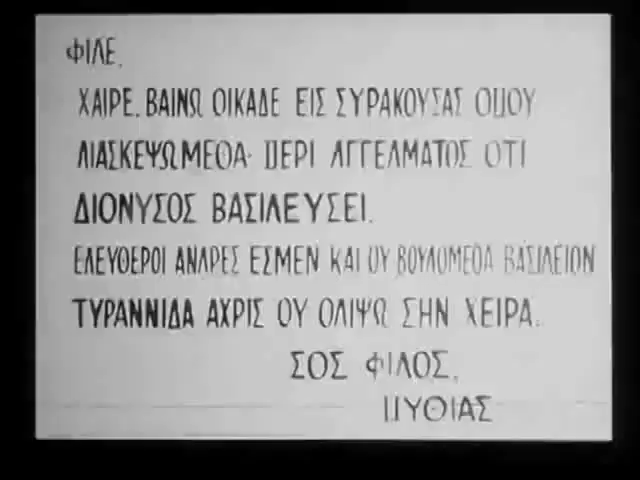 ΦΙΛΕ,
ΧΑΙΡΕ. ΒΑΙΝΩ ΟΙΚΑΔΕ ΕΙΣ ΣΥΡΑΚΟΥΣΑΣ ΟΠΟΥ
ΔΙΑΣΚΕΨΩΜΕΘΑ· ΠΕΡΙ ΑΓΓΕΛΜΑΤΟΣ ΟΤΙ
ΔΙΟΝΥΣΟΣ ΒΑΣΙΛΕΥΣΕΙ.
ΕΛΕΥΘΕΡΟΙ ΑΝΔΡΕΣ ΕΣΜΕΝ ΚΑΙ ΟΥ ΒΟΥΛΟΜΕΘΑ ΒΑΣΙΛΕΙΟΝ
ΤΥΡΑΝΝΙΔΑ ΑΧΡΙΣ ΟΥ ΘΛΙΨΩ ΣΗΝ ΧΕΙΡΑ.
ΣΟΣ ΦΙΛΟΣ,
ΠΥΘΙΑΣ